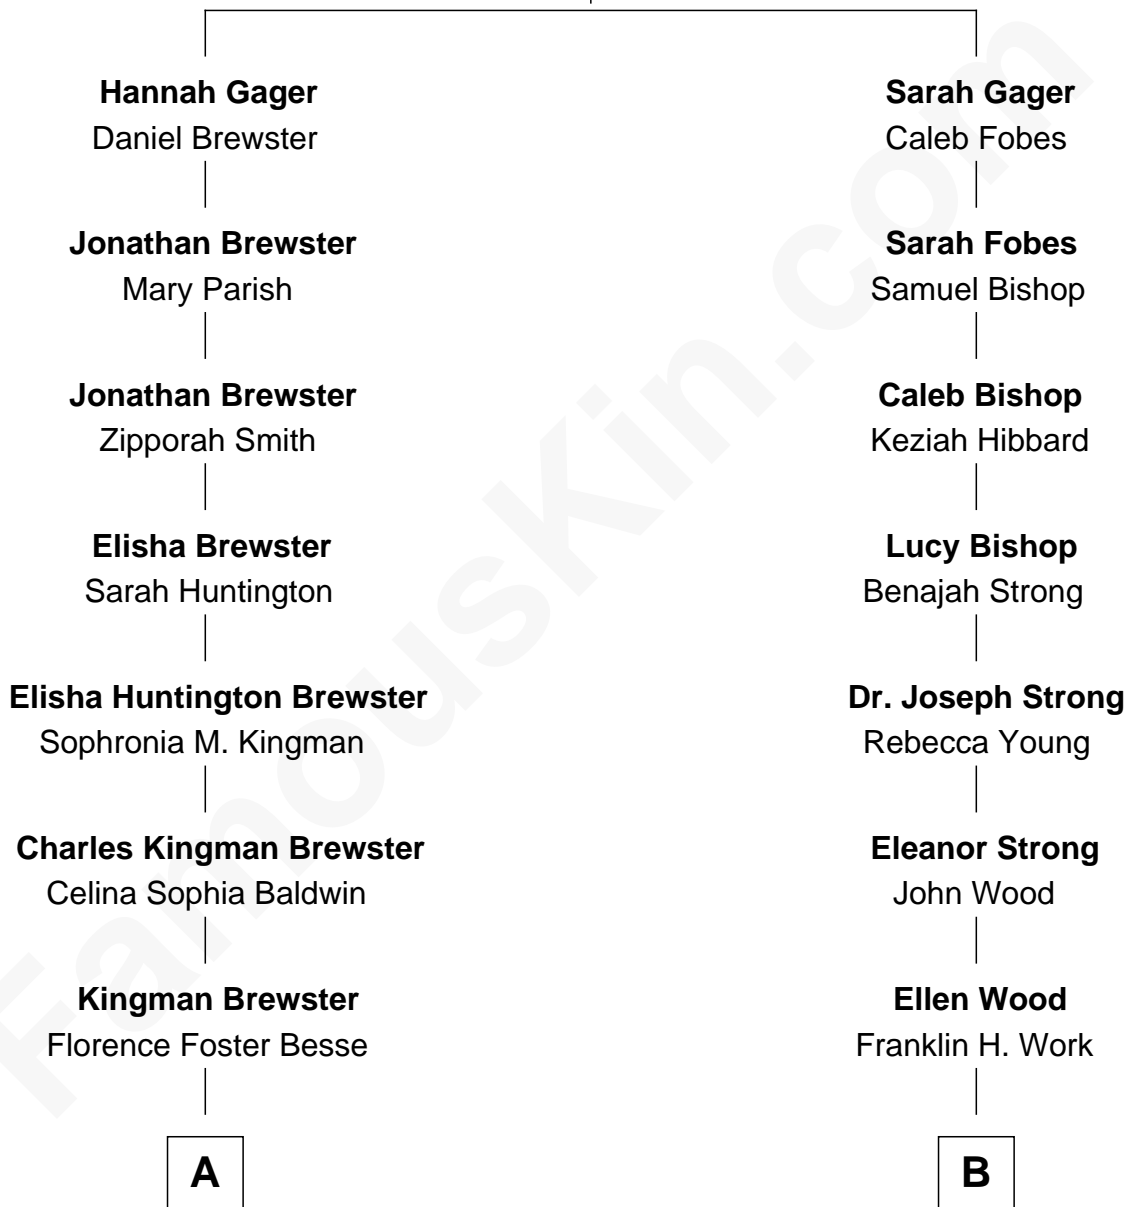 Hannah Gager
Daniel Brewster
Jonathan Brewster
Mary Parish
Jonathan Brewster
Zipporah Smith
Elisha Brewster
Sarah Huntington
Elisha Huntington Brewster
Sophronia M. Kingman
Charles Kingman Brewster
Celina Sophia Baldwin
Kingman Brewster
Florence Foster Besse
A
Sarah Gager
Caleb Fobes
Sarah Fobes
Samuel Bishop
Caleb Bishop
Keziah Hibbard
Lucy Bishop
Benajah Strong
Dr. Joseph Strong
Rebecca Young
Eleanor Strong
John Wood
Ellen Wood
Franklin H. Work
B
FamousKin.com